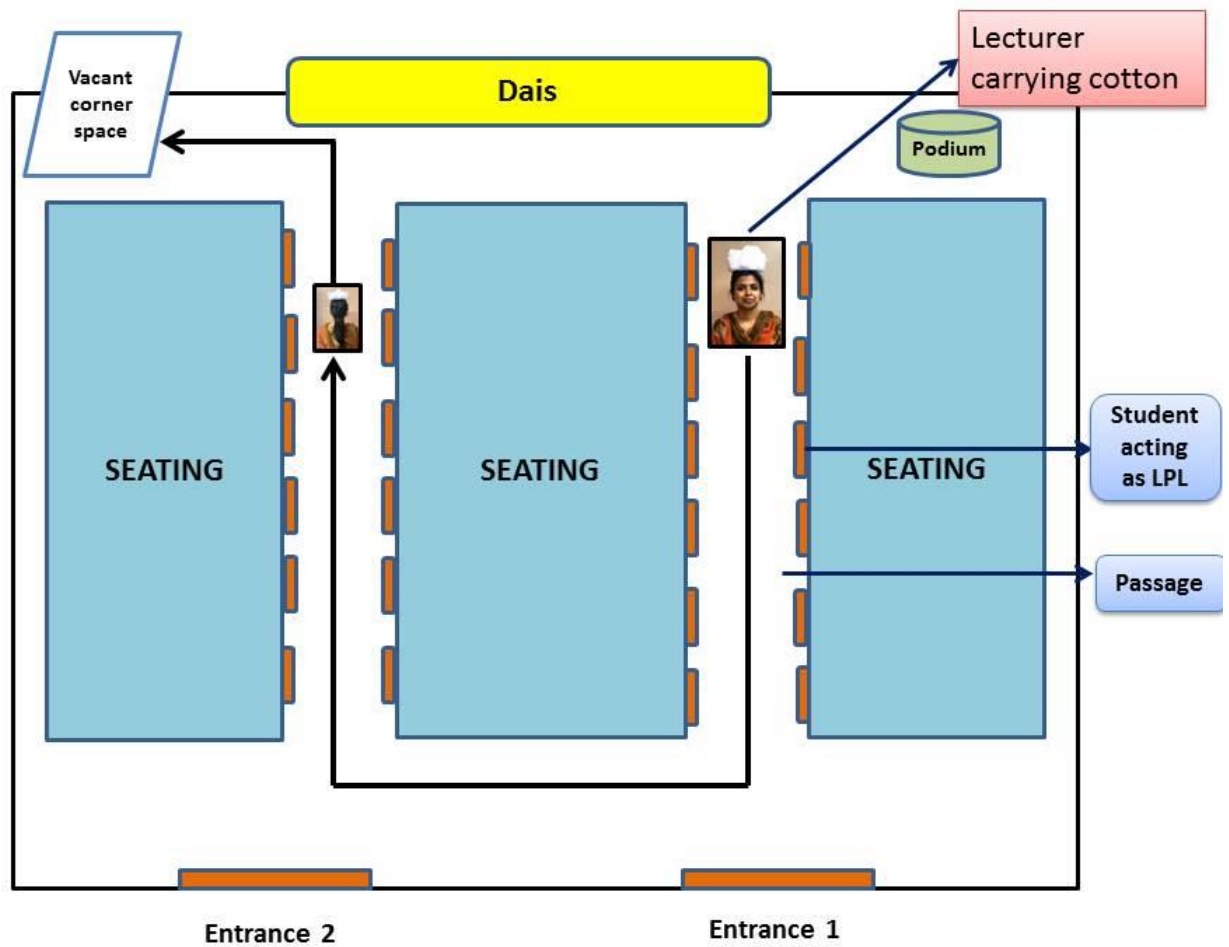 Vacant
corner
space
Dais
Lecturer
carrying cotton
Podium
SEATING
SEATING
SEATING
Student
acting
as LPL
Passage
Entrance 2
Entrance 1